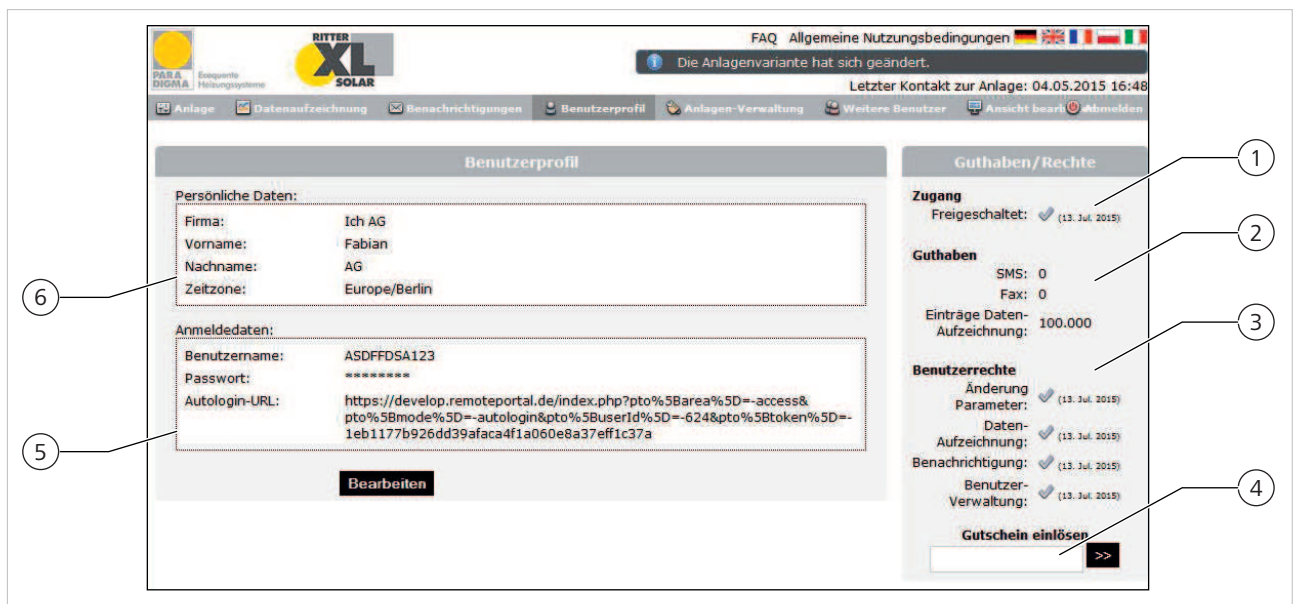 RITTER
XL
SOLAR
PARA
DIGMA
Ecoquente
Heizungssysteme
FAQ Allgemeine Nutzungsbedingungen
Die Anlagenvariante hat sich geändert.
Letzter Kontakt zur Anlage: 04.05.2015 16:48
Anlage Datenaufzeichnung Benachrichtigungen Benutzerprofil Anlagen-Verwaltung Weitere Benutzer Ansicht bearb Abmelden
Benutzerprofil
Persönliche Daten:
Firma: Ich AG
Vorname: Fabian
Nachname: AG
Zeitzone: Europe/Berlin
Anmeldedaten:
Benutzername: ASDFFDSA123
Passwort: ********
Autologin-URL: https://develop.remoteportal.de/index.php?pto%5Barea%5D=-access&
pto%5Bmode%5D=-autologin&pto%5BuserId%5D=-624&pto%5Btoken%5D=-
1eb1177b926dd39afaca4f1a060e8a37eff1c37a
Bearbeiten
Guthaben/Rechte
Zugang
Freigeschaltet: (13. Jul. 2015)
Guthaben
SMS: 0
Fax: 0
Einträge Daten-
Aufzeichnung: 100.000
Benutzerrechte
Änderung
Parameter: (13. Jul. 2015)
Daten-
Aufzeichnung: (13. Jul. 2015)
Benachrichtigung: (13. Jul. 2015)
Benutzer-
Verwaltung: (13. Jul. 2015)
Gutschein einlösen
>>
1
2
3
4
5
6